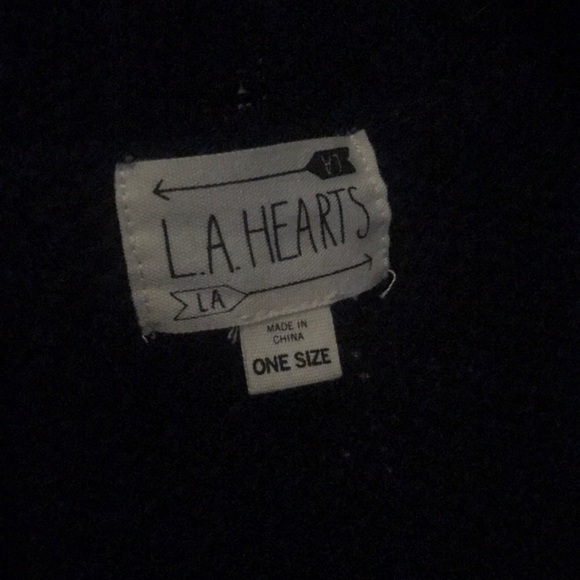 LA
L.A. HEARTS
LA
MADE IN
CHINA
ONE SIZE